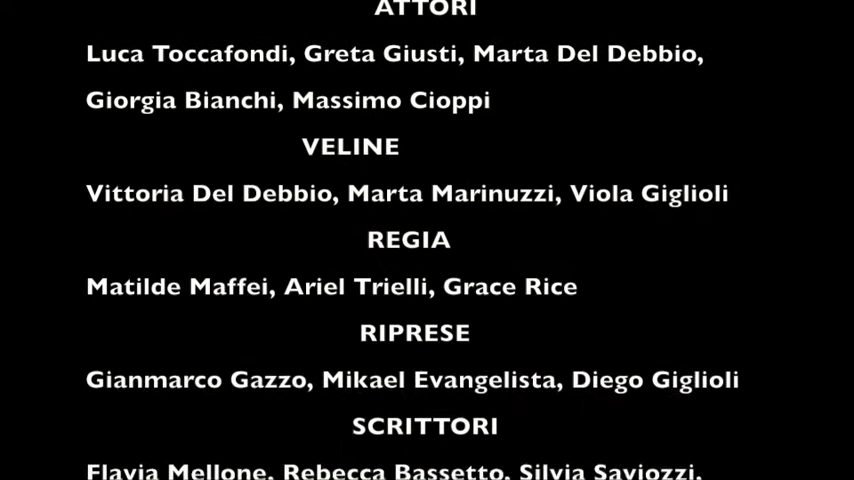 ATTORI
Luca Toccafondi, Greta Giusti, Marta Del Debbio,
Giorgia Bianchi, Massimo Cioppi
VELINE
Vittoria Del Debbio, Marta Marinuzzi, Viola Giglioli
REGIA
Matilde Maffei, Ariel Trielli, Grace Rice
RIPRESE
Gianmarco Gazzo, Mikael Evangelista, Diego Giglioli
SCRITTORI
Flavia Mellone, Rebecca Bassetto, Silvia Saviozzi,